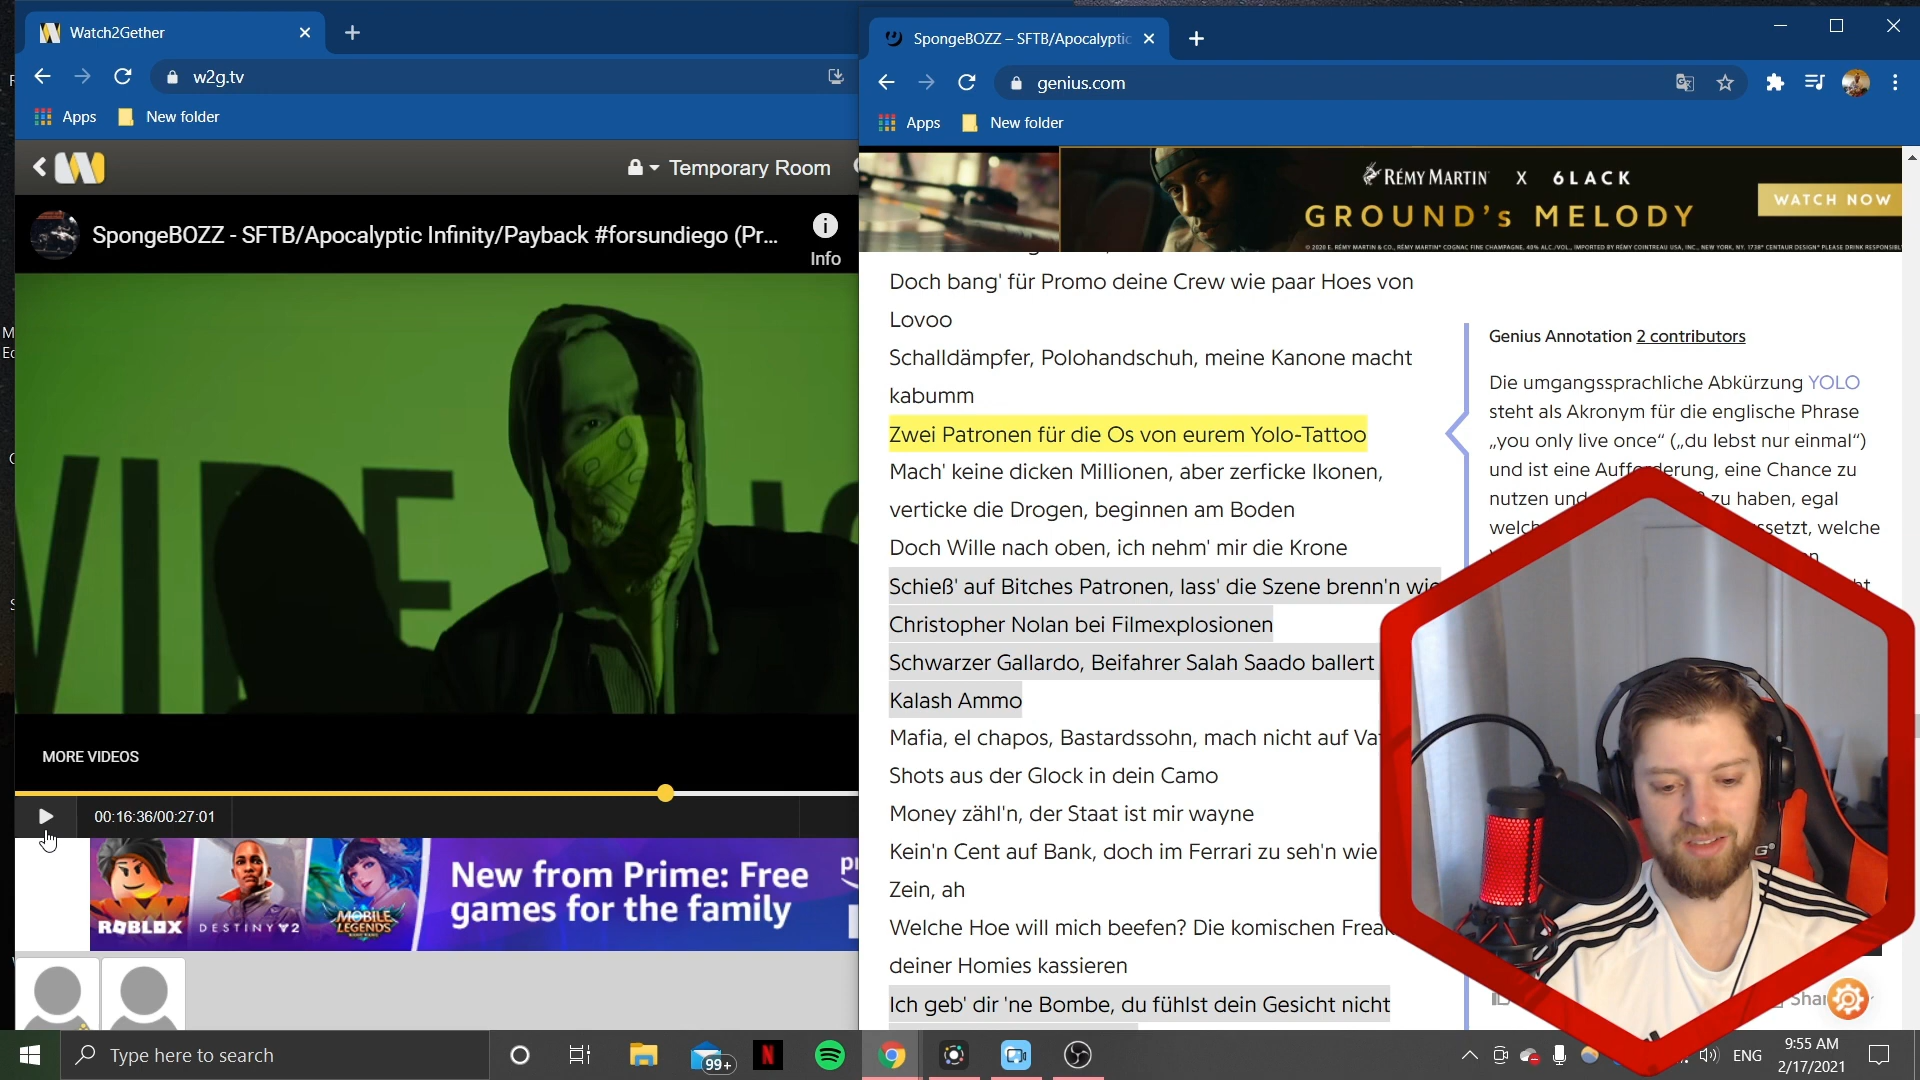 Watch2Gether
w2g.tv
Apps
New folder
Temporary Room
SpongeBOZZ - SFTB/Apocalyptic Infinity/Payback #forsundiego (Pr...
Info
MORE VIDEOS
00:16:36/00:27:01
ROBLOX
DESTINY 2
MOBILE
LEGENDS
New from Prime: Free
games for the family
SpongeBOZZ – SFTB/Apocalyptic
genius.com
Apps
New folder
RÉMY MARTIN X 6LACK
GROUND's MELODY
WATCH NOW
Doch bang' für Promo deine Crew wie paar Hoes von
Lovoo
Schalldämpfer, Polohandschuh, meine Kanone macht
kabumm
Zwei Patronen für die Os von eurem Yolo-Tattoo
Mach' keine dicken Millionen, aber zerficke Ikonen,
verticke die Drogen, beginnen am Boden
Doch Wille nach oben, ich nehm' mir die Krone
Schieß' auf Bitches Patronen, lass' die Szene brenn'n wie
Christopher Nolan bei Filmexplosionen
Schwarzer Gallardo, Beifahrer Salah Saado ballert
Kalash Ammo
Mafia, el chapos, Bastardssohn, mach nicht auf
Shots aus der Glock in dein Camo
Money zähl'n, der Staat ist mir wayne
Kein'n Cent auf Bank, doch im Ferrari zu seh'n wie
Zein, ah
Welche Hoe will mich beefen? Die komischen
deiner Homies kassieren
Ich geb' dir 'ne Bombe, du fühlst dein Gesicht nicht
Genius Annotation 2 contributors
Die umgangssprachliche Abkürzung YOLO
steht als Akronym für die englische Phrase
„you only live once“ („du lebst nur einmal“)
und ist eine Aufforderung, eine Chance zu
nutzen und zu haben, egal
welche
Type here to search
99+
ENG
9:55 AM
2/17/2021